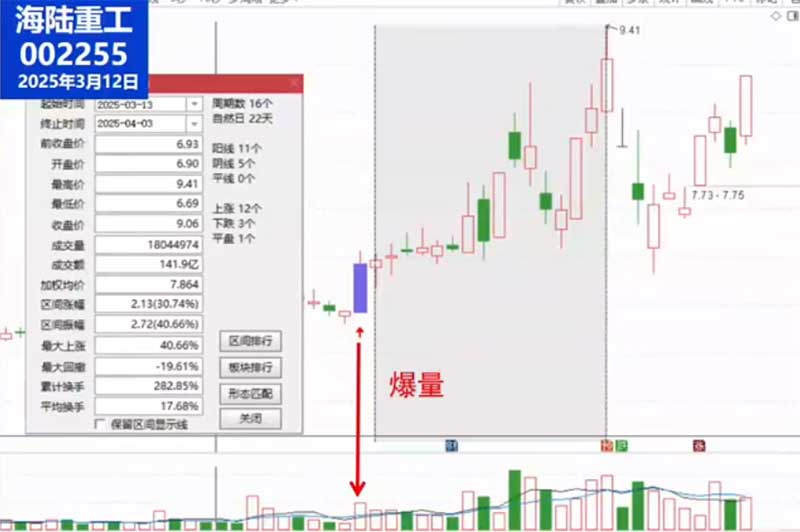 海陆重工
002255
2025年3月12日
起始时间 2025-03-13 周期数 16个
终止时间 2025-04-03 自然日 22天
前收盘价 6.93
开盘价 6.90 阳线 11个
最高价 9.41 阴线 5个
最低价 6.69 平线 0个
收盘价 9.06 上涨 12个
成交量 18044974 下跌 3个
成交额 141.9亿 平盘 1个
加权均价 7.864
区间涨幅 2.13(30.74%)
区间振幅 2.72(40.66%) 区间排行
最大上涨 40.66%
最大回撤 -19.61% 板块排行
累计换手 282.85% 形态匹配
平均换手 17.68% 关闭
保留区间显示线
9.41
7.73 - 7.75
爆量
财